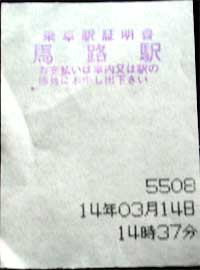 乗車駅証明書
馬路駅
お支払いは車内又は駅の
係員にお申し出下さい
5508
14年03月14日
14時37分